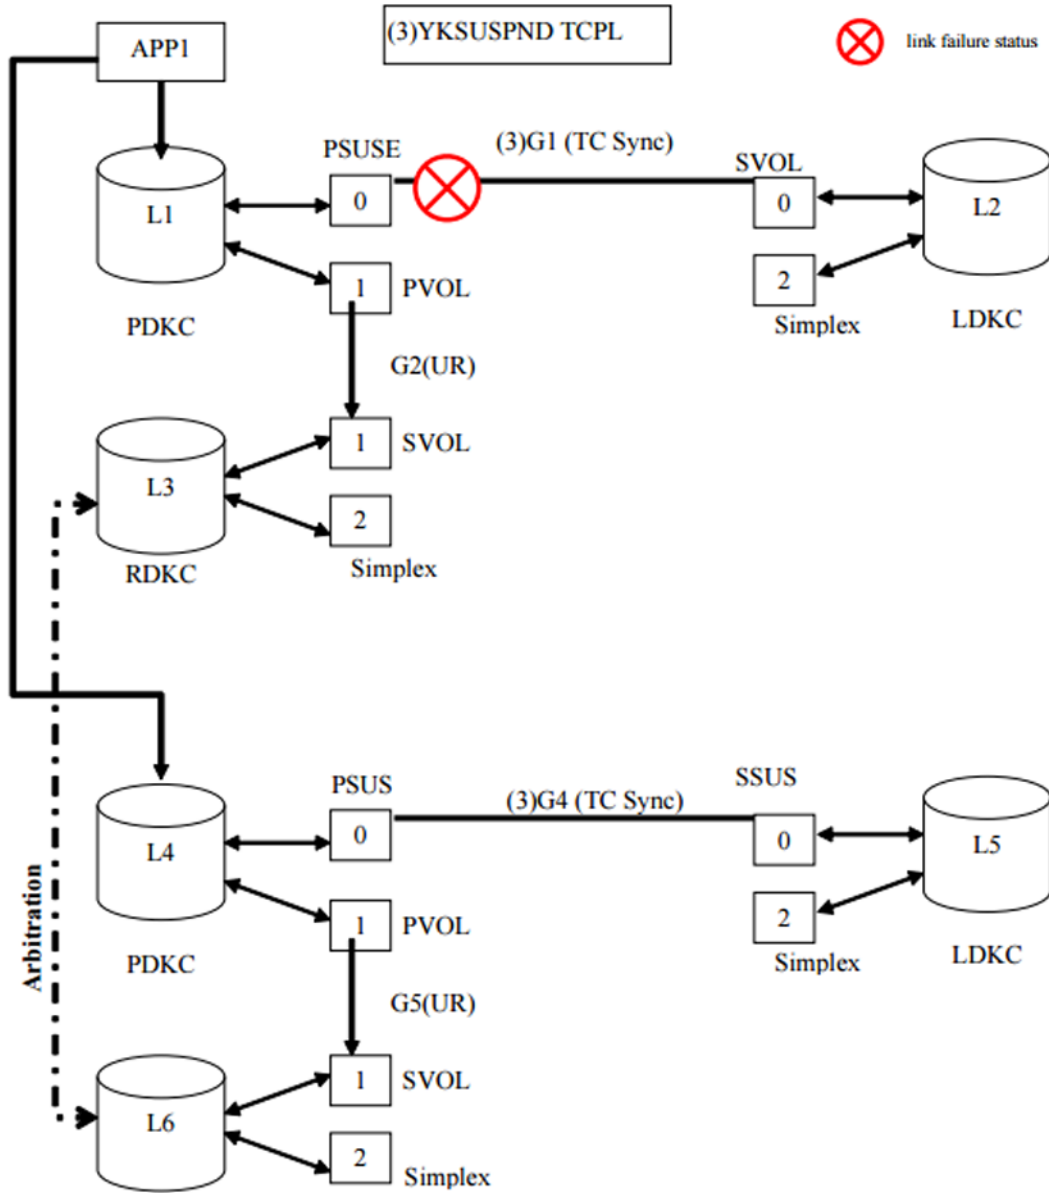 APP1
(3)YKSUSPND TCPL
link failure status
PSUSE
(3)G1 (TC Sync)
SVOL
L1
0
0
L2
1
PVOL
2
PDKC
Simplex
LDKC
G2(UR)
1
SVOL
L3
2
RDKC
Simplex
PSUS
(3)G4 (TC Sync)
SSUS
L4
0
0
L5
Arbitration
1
PVOL
2
PDKC
Simplex
LDKC
G5(UR)
1
SVOL
L6
2
Simplex